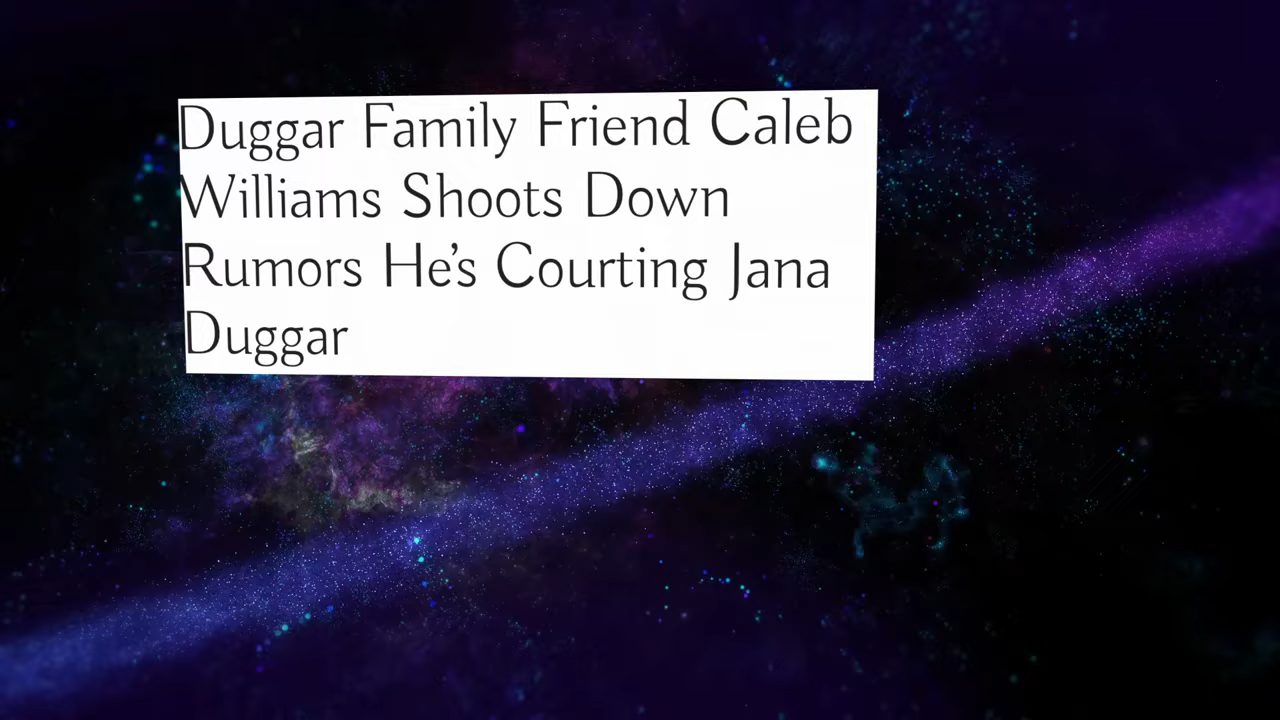 Duggar Family Friend Caleb
Williams Shoots Down
Rumors He’s Courting Jana
Duggar